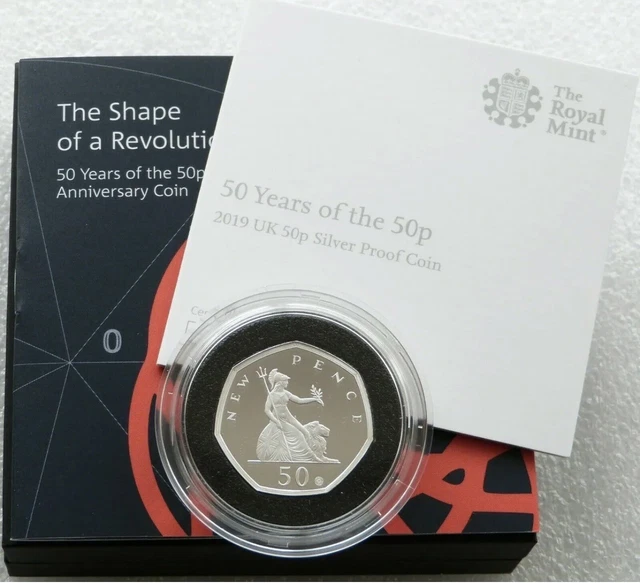 The Shape
of a Revolutio
50 Years of the 50p
Anniversary Coin
0
The
Royal
Mint
50 Years of the 50p
2019 UK 50p Silver Proof Coin
NEW PENCE
50